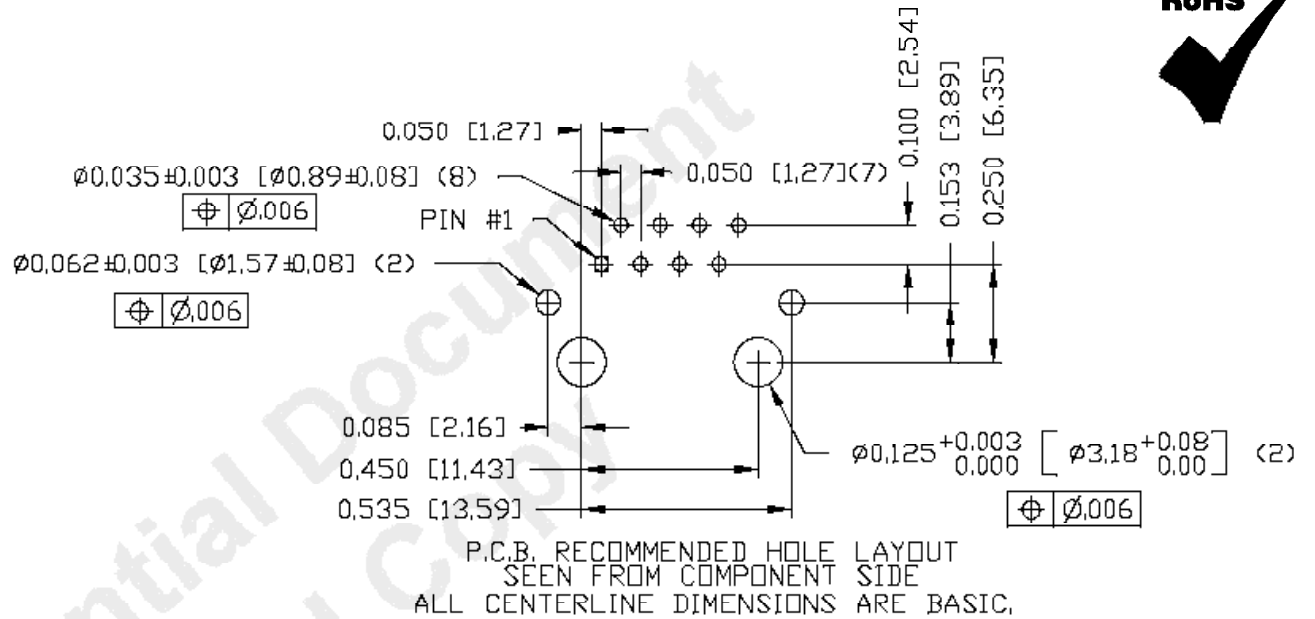 RoHS
0.050 [1.27]
0.100 [2.54]
0.153 [3.89]
0.250 [6.35]
Ø0.035±0.003 [Ø0.89±0.08] (8)
0.050 [1.27](7)
Ø.006
PIN #1
Ø0.062±0.003 [Ø1.57±0.08] (2)
Ø.006
0.085 [2.16]
0.450 [11.43]
0.535 [13.59]
Ø0.125+0.003 0.000 [Ø3.18+0.08 0.00] (2)
Ø.006
P.C.B. RECOMMENDED HOLE LAYOUT
SEEN FROM COMPONENT SIDE
ALL CENTERLINE DIMENSIONS ARE BASIC.
ntial Document
Copy